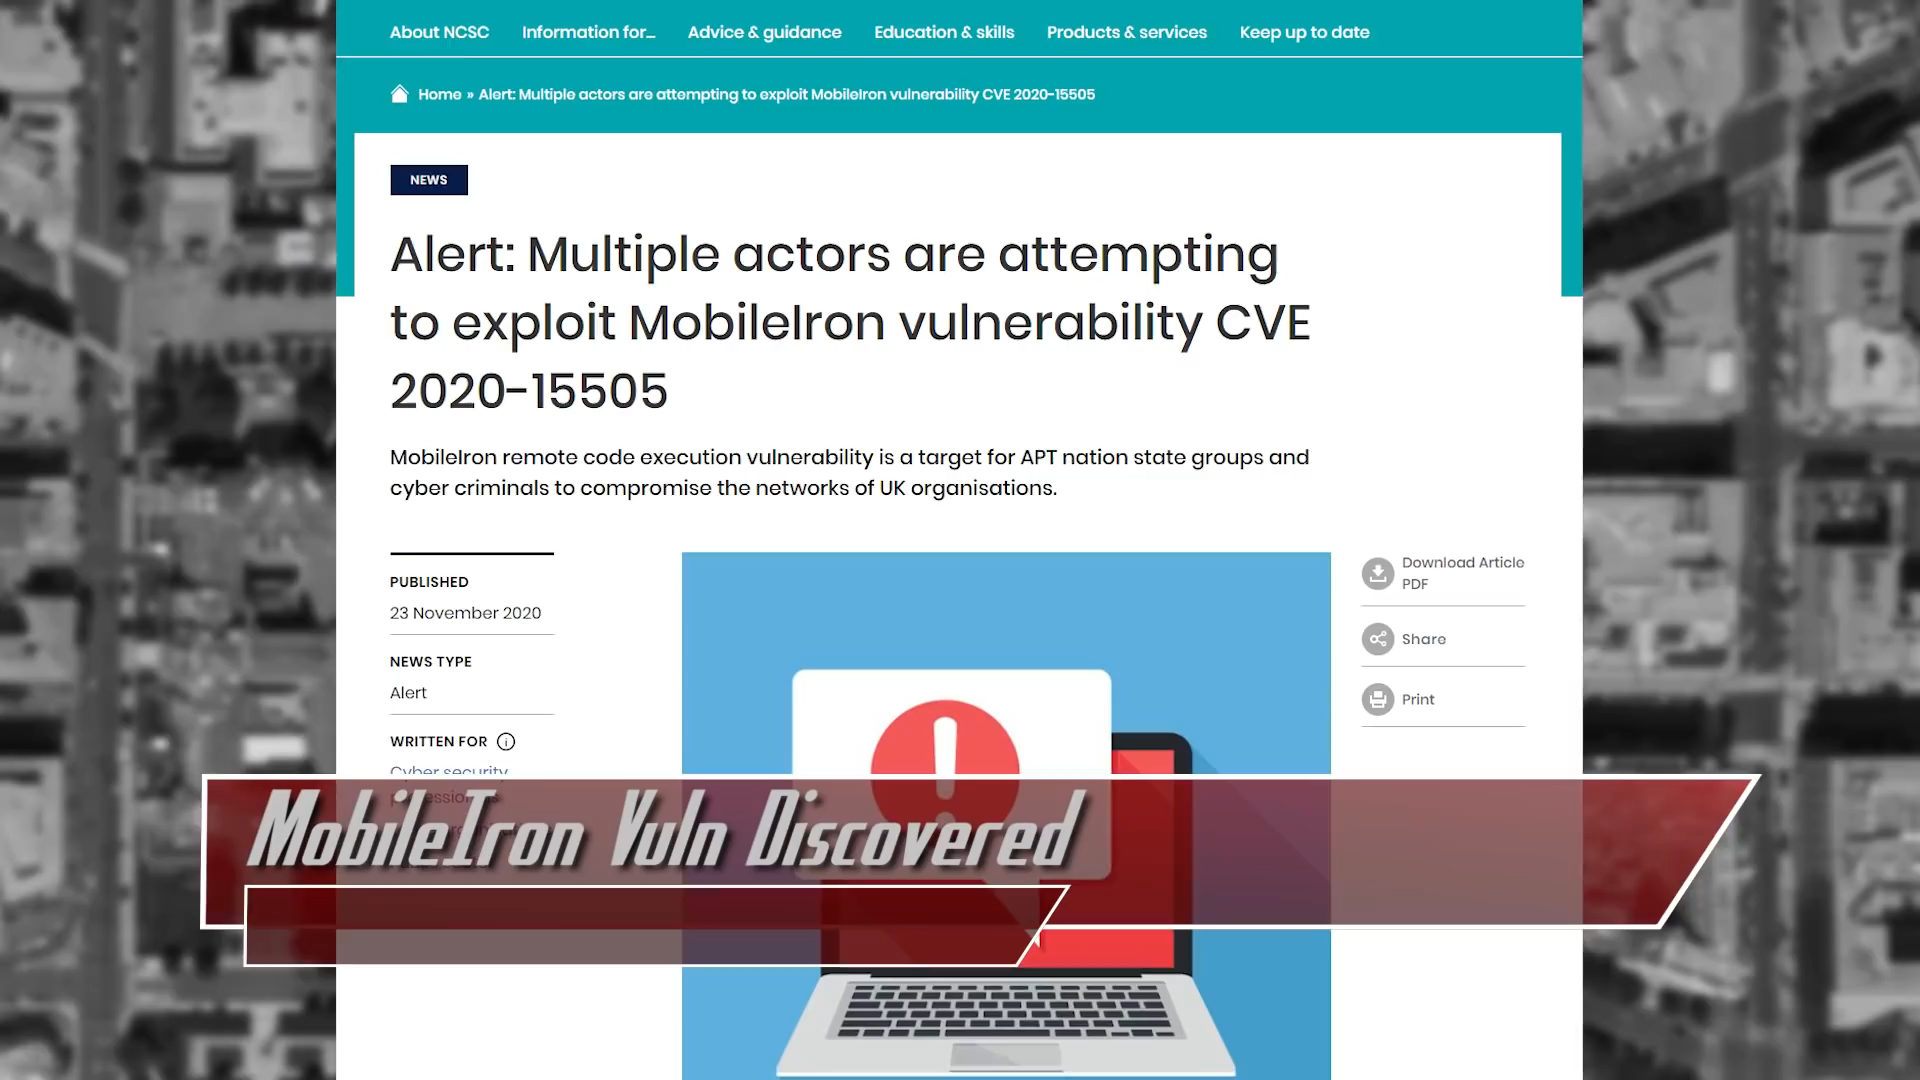 About NCSC Information for... Advice & guidance Education & skills Products & services Keep up to date
Home » Alert: Multiple actors are attempting to exploit MobileIron vulnerability CVE 2020-15505
NEWS
Alert: Multiple actors are attempting
to exploit MobileIron vulnerability CVE
2020-15505
MobileIron remote code execution vulnerability is a target for APT nation state groups and
cyber criminals to compromise the networks of UK organisations.
PUBLISHED
23 November 2020
NEWS TYPE
Alert
WRITTEN FOR
Cyber security
Download Article
PDF
Share
Print
MobileIron Vuln Discovered